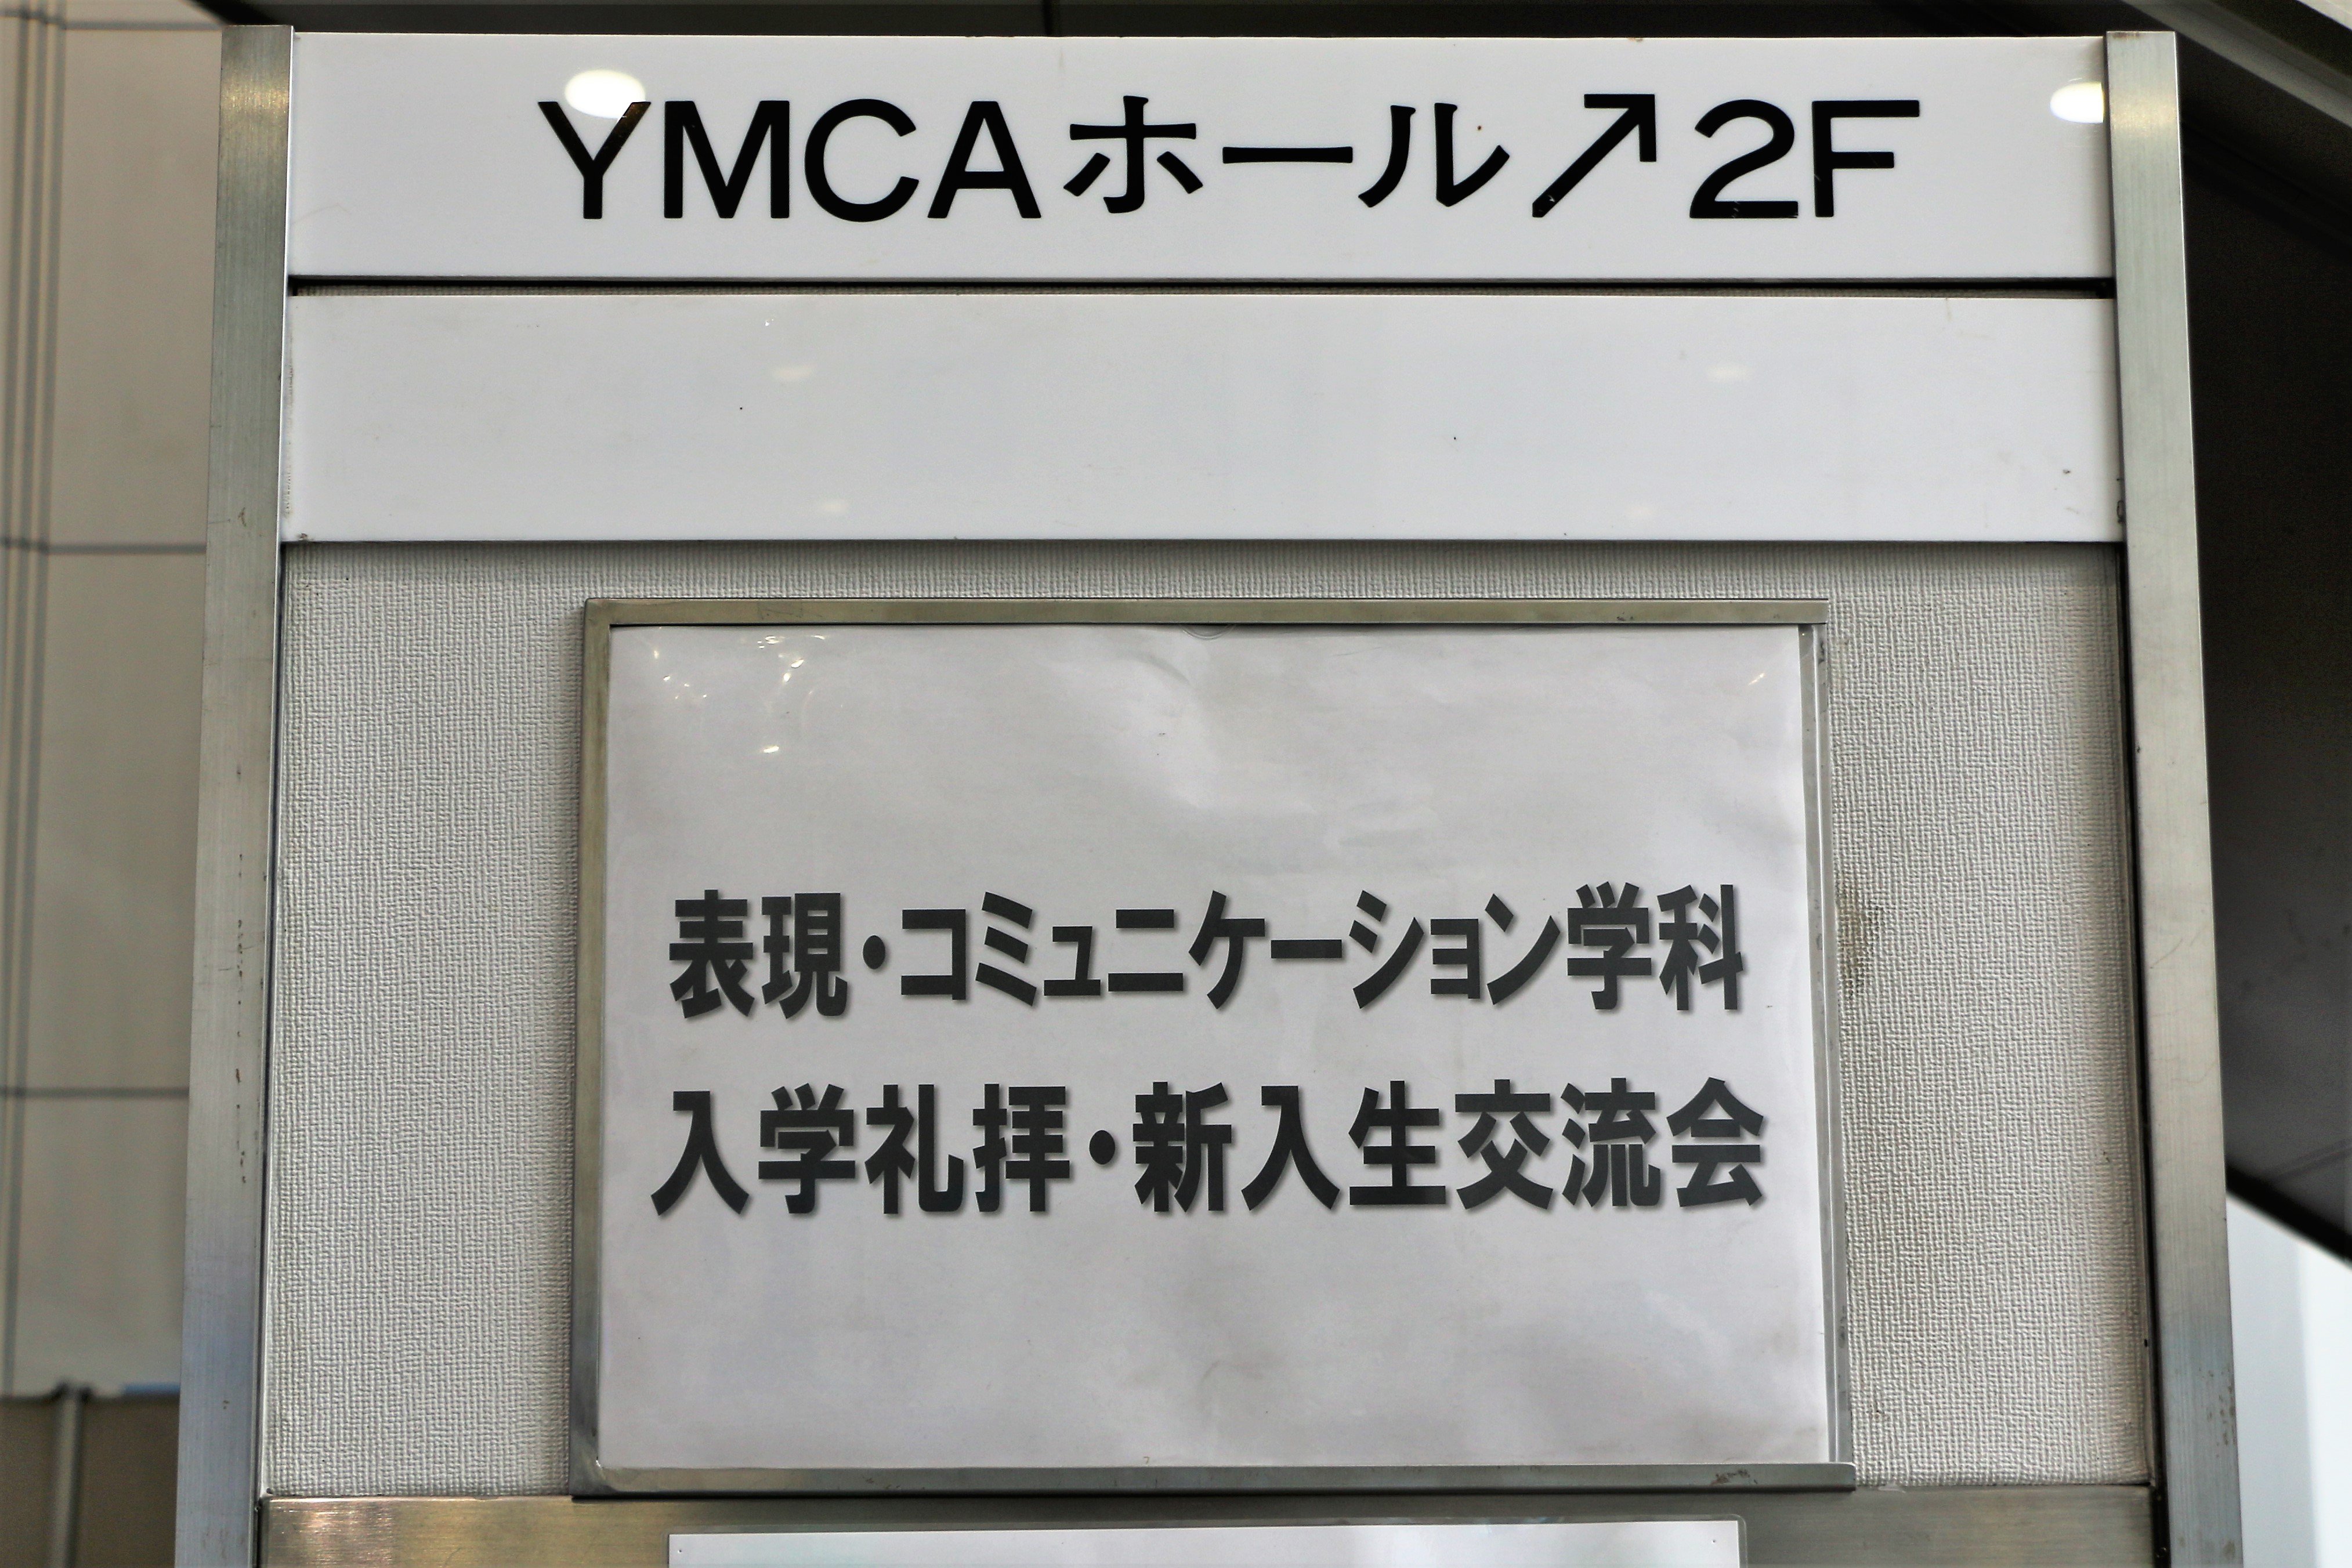 YMCAホール↗2F
表現・コミュニケーション学科
入学礼拝・新入生交流会